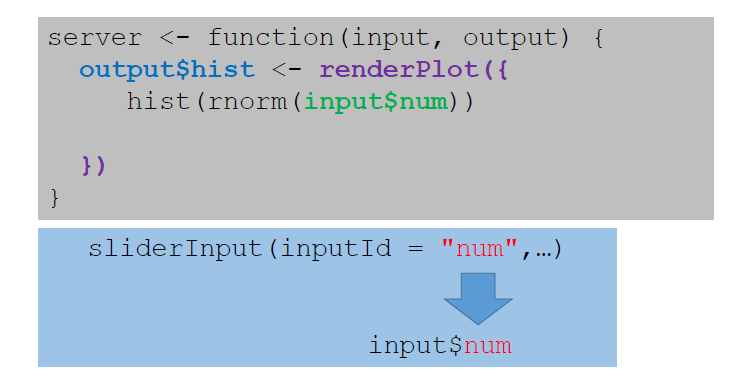 server <- function(input, output) {
output$hist <- renderPlot({
hist(rnorm(input$num))
})
}
sliderInput(inputId = "num",…)
input$num